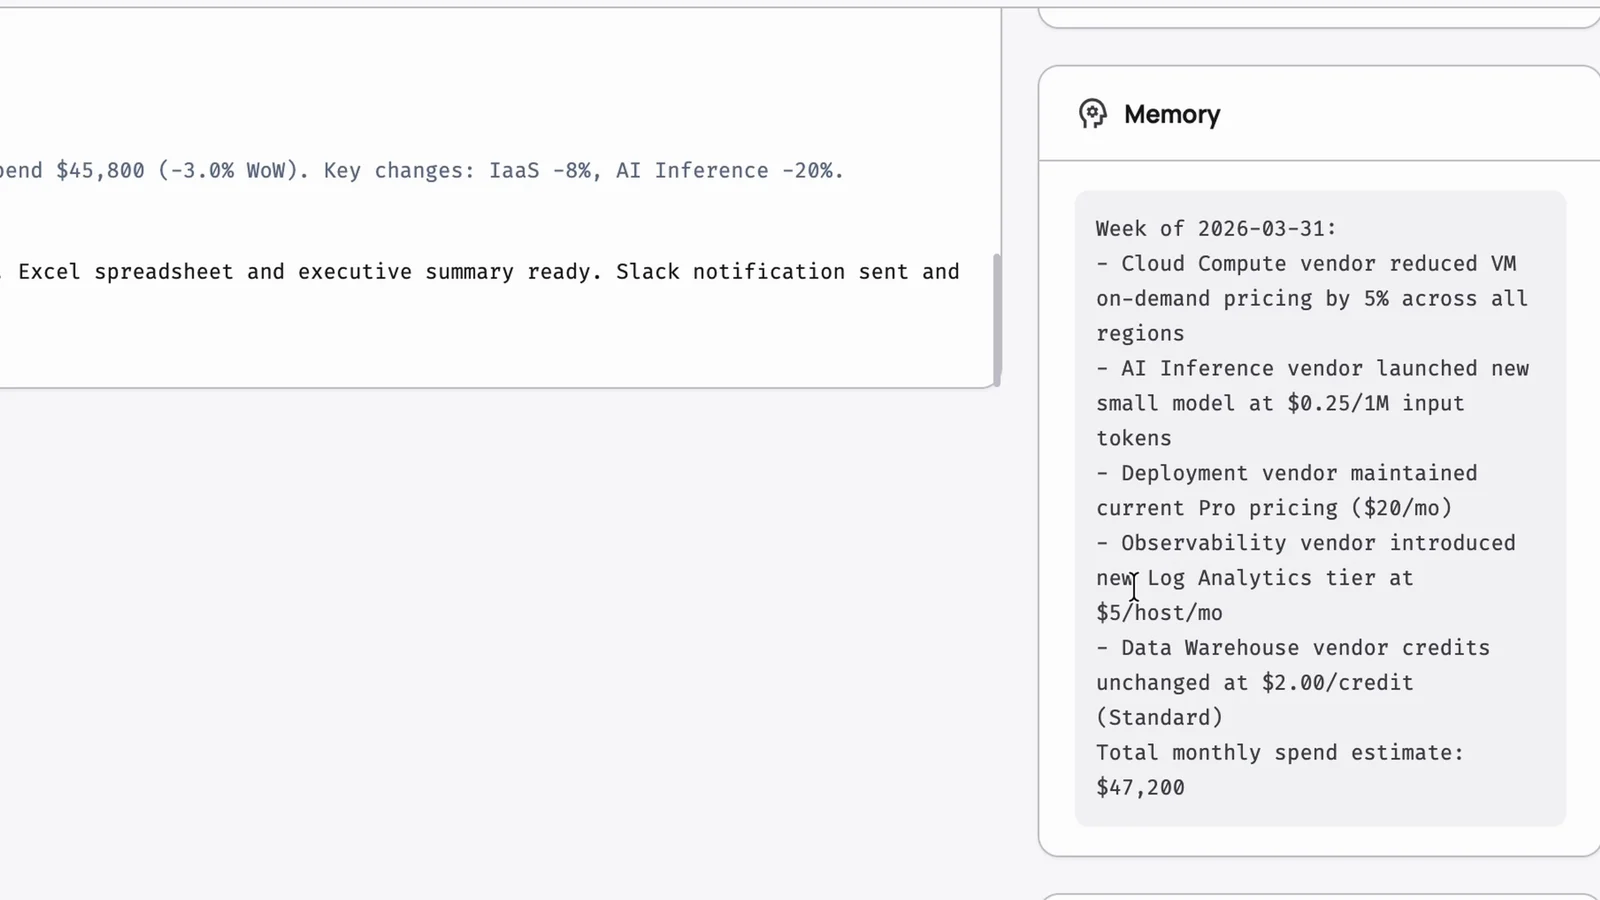 $45,800 (-3.0% WoW). Key changes: IaaS -8%, AI Inference -20%.
. Excel spreadsheet and executive summary ready. Slack notification sent and
Memory
Week of 2026-03-31:
- Cloud Compute vendor reduced VM
on-demand pricing by 5% across all
regions
- AI Inference vendor launched new
small model at $0.25/1M input
tokens
- Deployment vendor maintained
current Pro pricing ($20/mo)
- Observability vendor introduced
new Log Analytics tier at
$5/host/mo
- Data Warehouse vendor credits
unchanged at $2.00/credit
(Standard)
Total monthly spend estimate:
$47,200